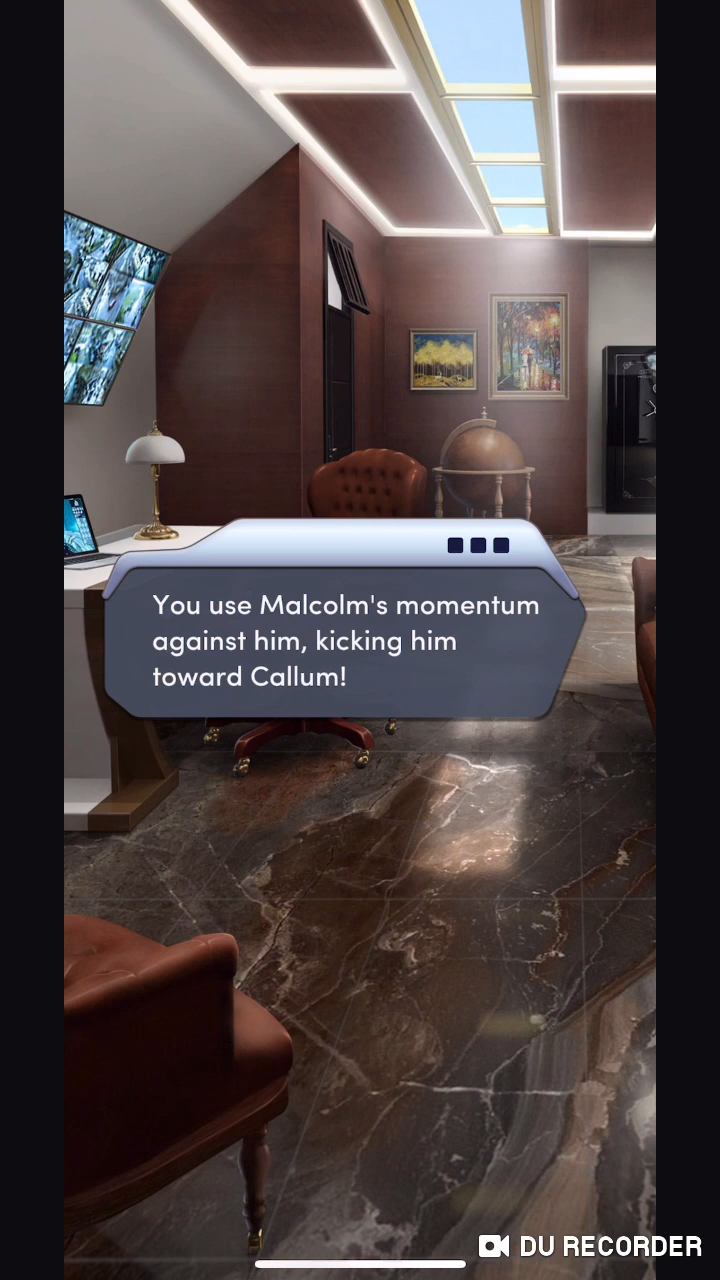 You use Malcolm's momentum
against him, kicking him
toward Callum!
DU RECORDER